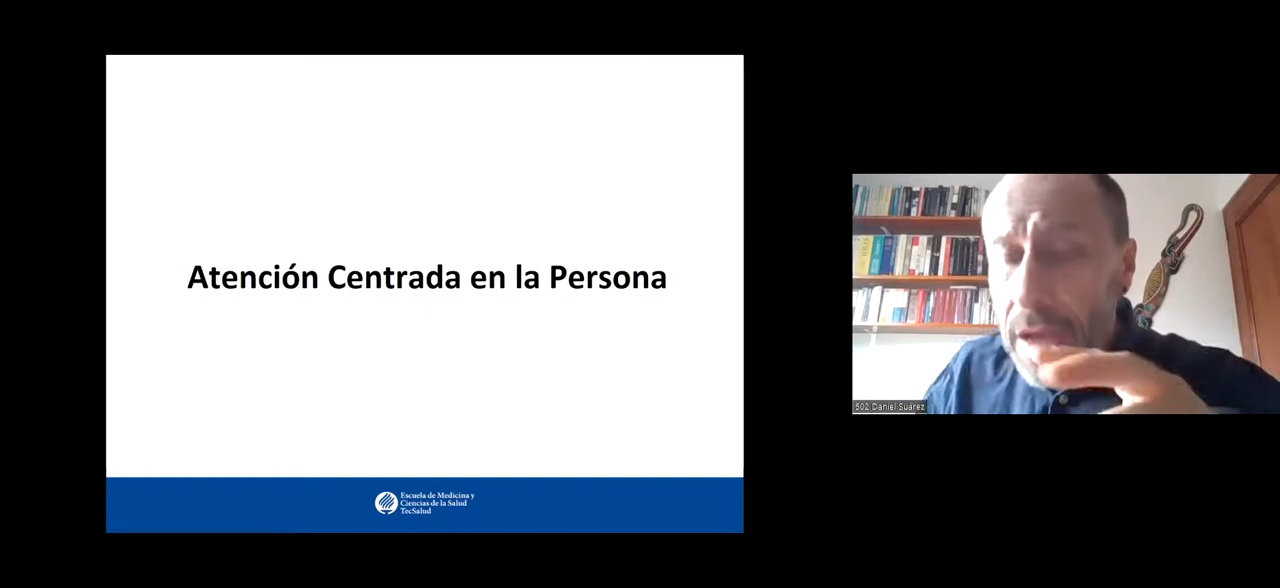 Atención Centrada en la Persona
Escuela de Medicina y
Ciencias de la Salud
TecSalud
502 Daniel Suárez